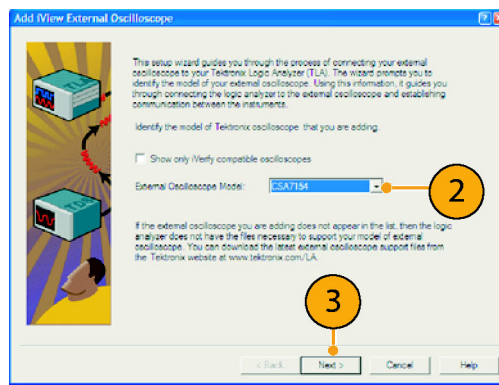 Add iView External Oscilloscope
This setup wizard guides you through the process of connecting your external
oscilloscope to your Tektronix Logic Analyzer (TLA). The wizard prompts you to
identify the model of your external oscilloscope. Using this information, it guides you
through connecting the logic analyzer to the external oscilloscope and establishing
communication between the instruments.
Identify the model of Tektronix oscilloscope that you are adding.
Show only iVerify compatible oscilloscopes
External Oscilloscope Model: CSA7154
2
If the external oscilloscope you are adding does not appear in the list, then the logic
analyzer does not have the files necessary to support your model of external
oscilloscope. You can download the latest external oscilloscope support files from
the Tektronix website at www.tektronix.com/LA.
3
< Back Next > Cancel Help
TLA
TDS